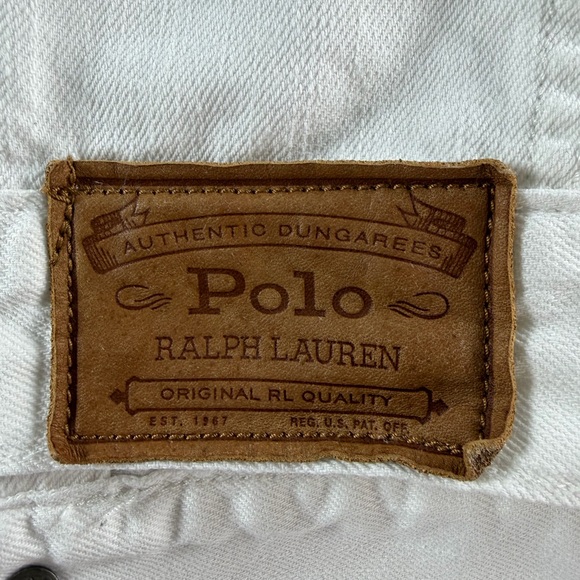 AUTHENTIC DUNGAREES
Polo
RALPH LAUREN
ORIGINAL RL QUALITY
EST. 1967 REG. U.S. PAT. OFF.